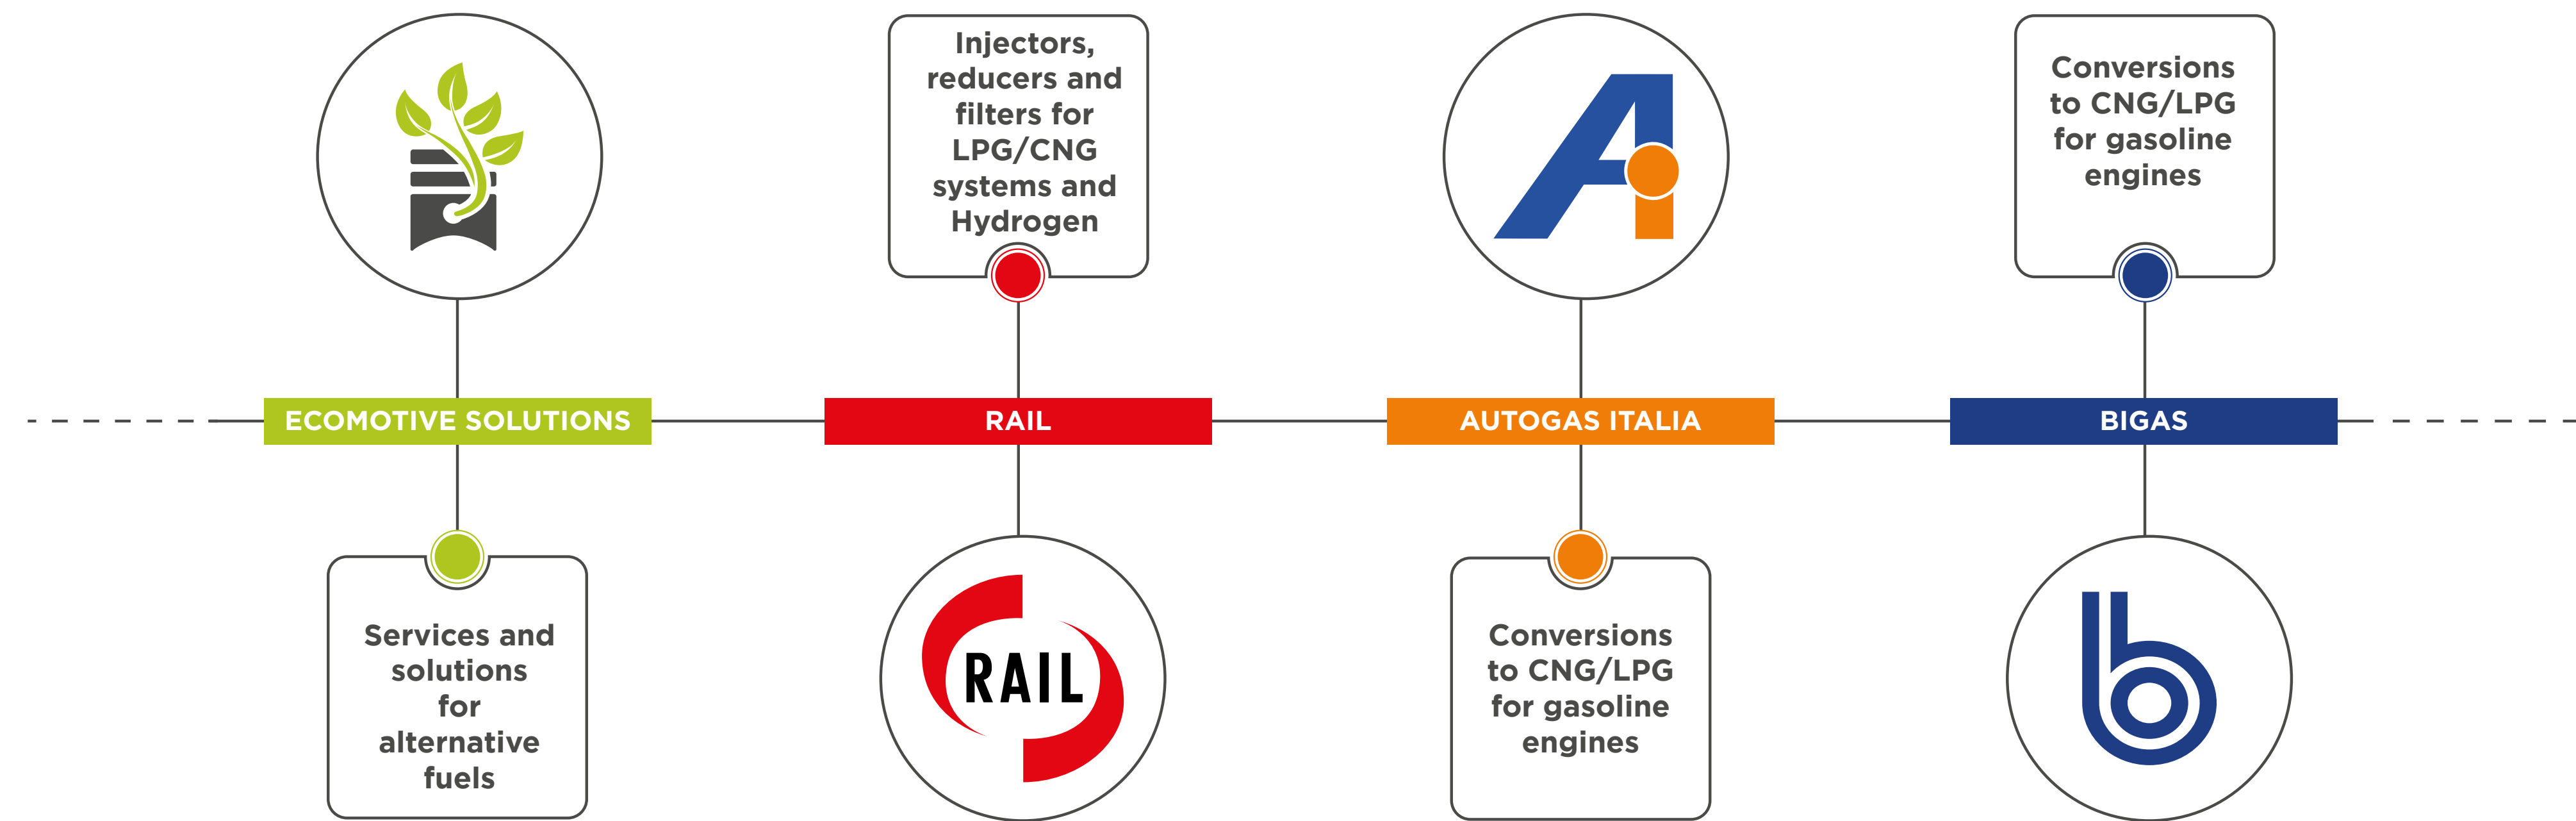 Injectors,
reducers and
filters for
LPG/CNG
systems and
Hydrogen
Conversions
to CNG/LPG
for gasoline
engines
ECOMOTIVE SOLUTIONS
RAIL
AUTOGAS ITALIA
BIGAS
Services and
solutions
for
alternative
fuels
RAIL
Conversions
to CNG/LPG
for gasoline
engines